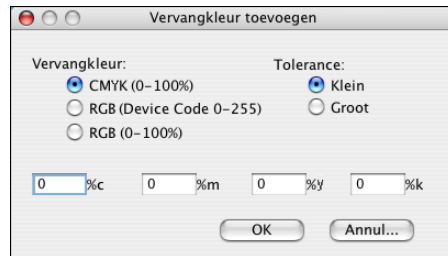 Vervangkleur toevoegen
Vervangkleur: Tolerance:
CMYK (0-100%) Klein
RGB (Device Code 0-255) Groot
RGB (0-100%)
0 %c 0 %m 0 %y 0 %k
OK Annul...